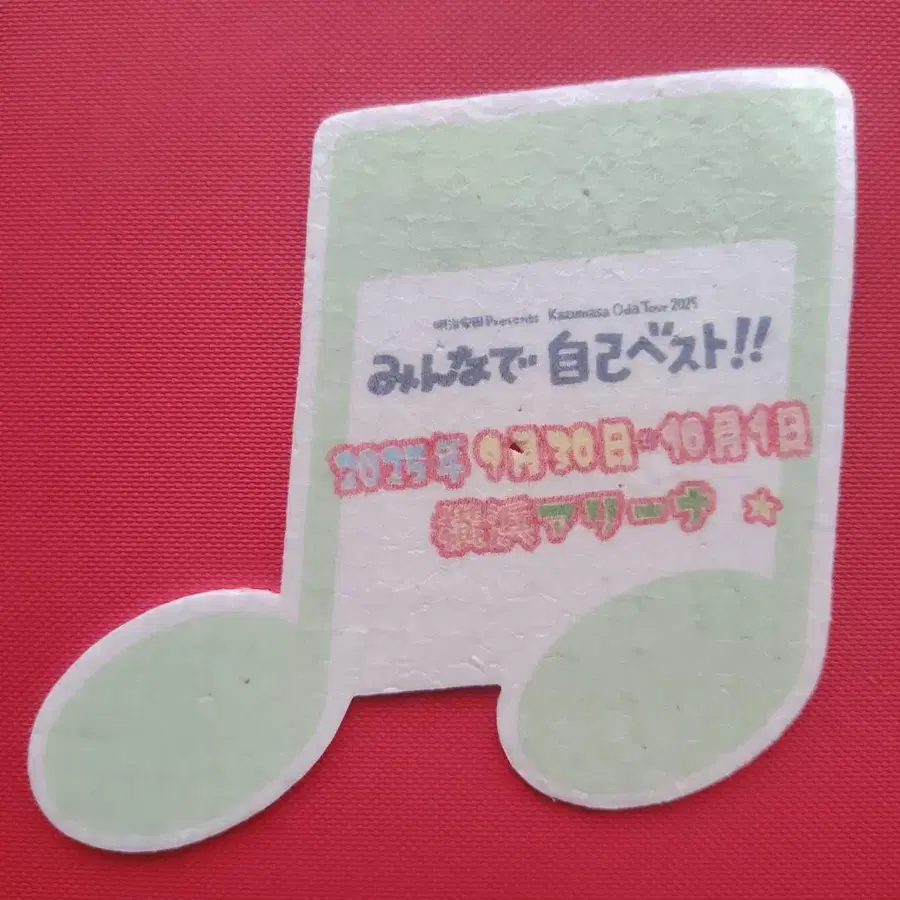 明治安田 Presents Kazumasa Oda Tour 2025
みんなで 自己ベスト!!
2025年 9月30日・10月1日
横浜アリーナ ☆